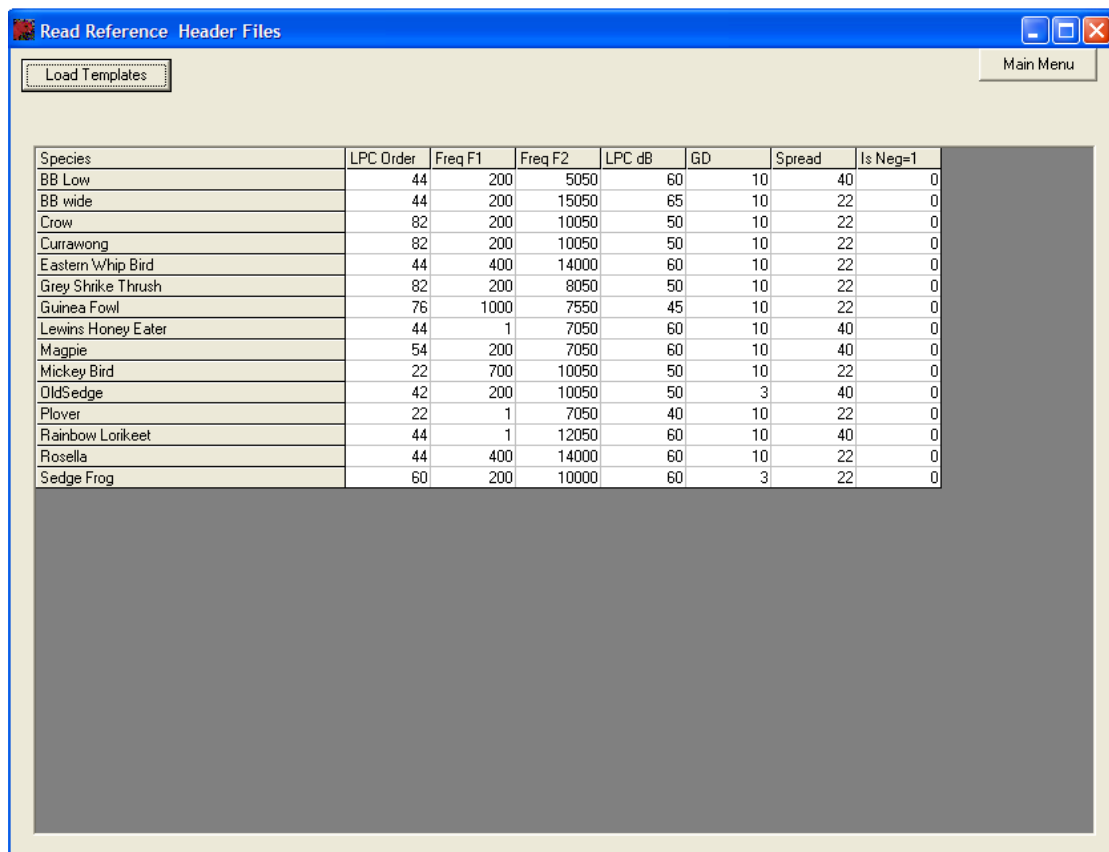 Read Reference  Header Files
Load Templates
Main Menu
Species LPC Order Freq F1 Freq F2 LPC dB GD Spread Is Neg=1
BB Low 44 200 5050 60 10 40 0
BB wide 44 200 15050 65 10 22 0
Crow 82 200 10050 50 10 22 0
Currawong 82 200 10050 50 10 22 0
Eastern Whip Bird 44 400 14000 60 10 22 0
Grey Shrike Thrush 82 200 8050 50 10 22 0
Guinea Fowl 76 1000 7550 45 10 22 0
Lewins Honey Eater 44 1 7050 60 10 40 0
Magpie 54 200 7050 60 10 40 0
Mickey Bird 22 700 10050 50 10 22 0
OldSedge 42 200 10050 50 3 40 0
Plover 22 1 7050 40 10 22 0
Rainbow Lorikeet 44 1 12050 60 10 40 0
Rosella 44 400 14000 60 10 22 0
Sedge Frog 60 200 10000 60 3 22 0